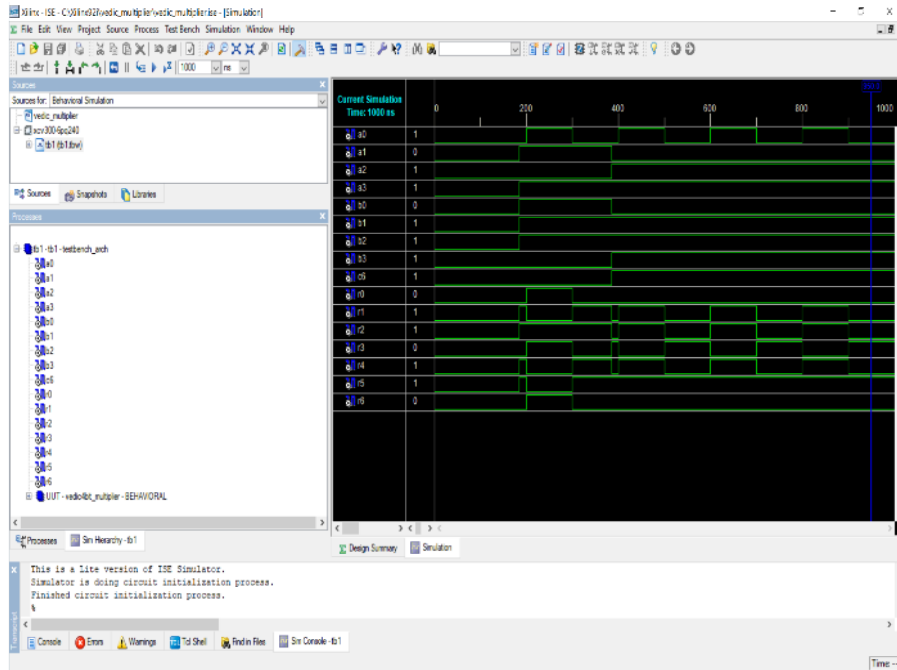 Xilinx - ISE - C:\Xilinx92i\vedic_multiplier\vedic_multiplier.ise - [Simulation]
File Edit View Project Source Process Test Bench Simulation Window Help
1000 ns
Sources
Sources for: Behavioral Simulation
vedic_multiplier
xcv300-6pq240
tb1 (tb1.tbw)
Sources Snapshots Libraries
Processes
tb1 - tb1 - testbench_arch
a0
a1
a2
a3
b0
b1
b2
b3
c6
r0
r1
r2
r3
r4
r5
r6
UUT - vedic4bit_multiplier - BEHAVIORAL
Processes Sim Hierarchy - tb1
Current Simulation
Time: 1000 ns
0 200 400 600 800 1000
a0 1
a1 0
a2 1
a3 1
b0 0
b1 1
b2 1
b3 1
c6 1
r0 0
r1 1
r2 1
r3 0
r4 1
r5 1
r6 0
Design Summary Simulation
This is a Lite version of ISE Simulator.
Simulator is doing circuit initialization process.
Finished circuit initialization process.
%
Transcript
Console Errors Warnings Tcl Shell Find in Files Sim Console - tb1
Time: --